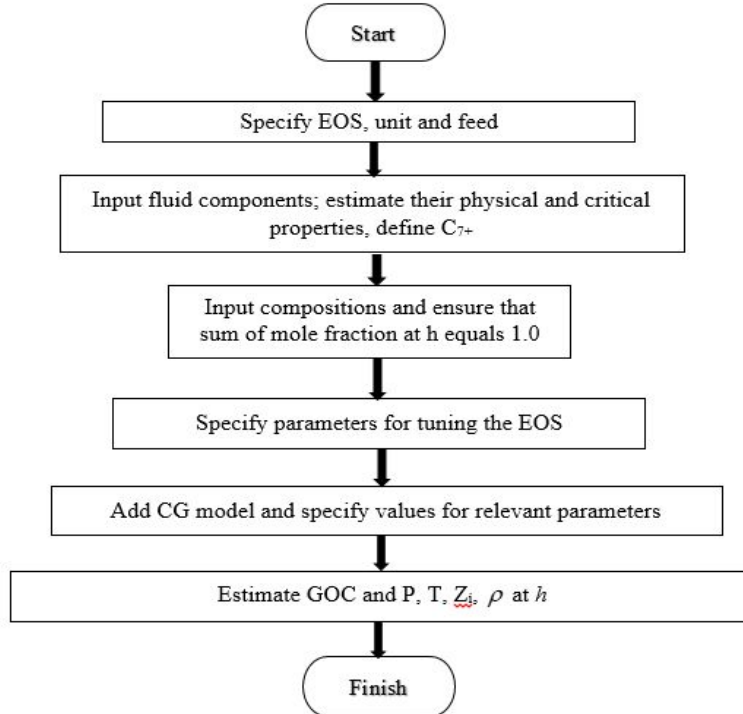 Start
Specify EOS, unit and feed
Input fluid components; estimate their physical and critical
properties, define C₇₊
Input compositions and ensure that
sum of mole fraction at h equals 1.0
Specify parameters for tuning the EOS
Add CG model and specify values for relevant parameters
Estimate GOC and P, T, Zᵢ, ρ at h
Finish